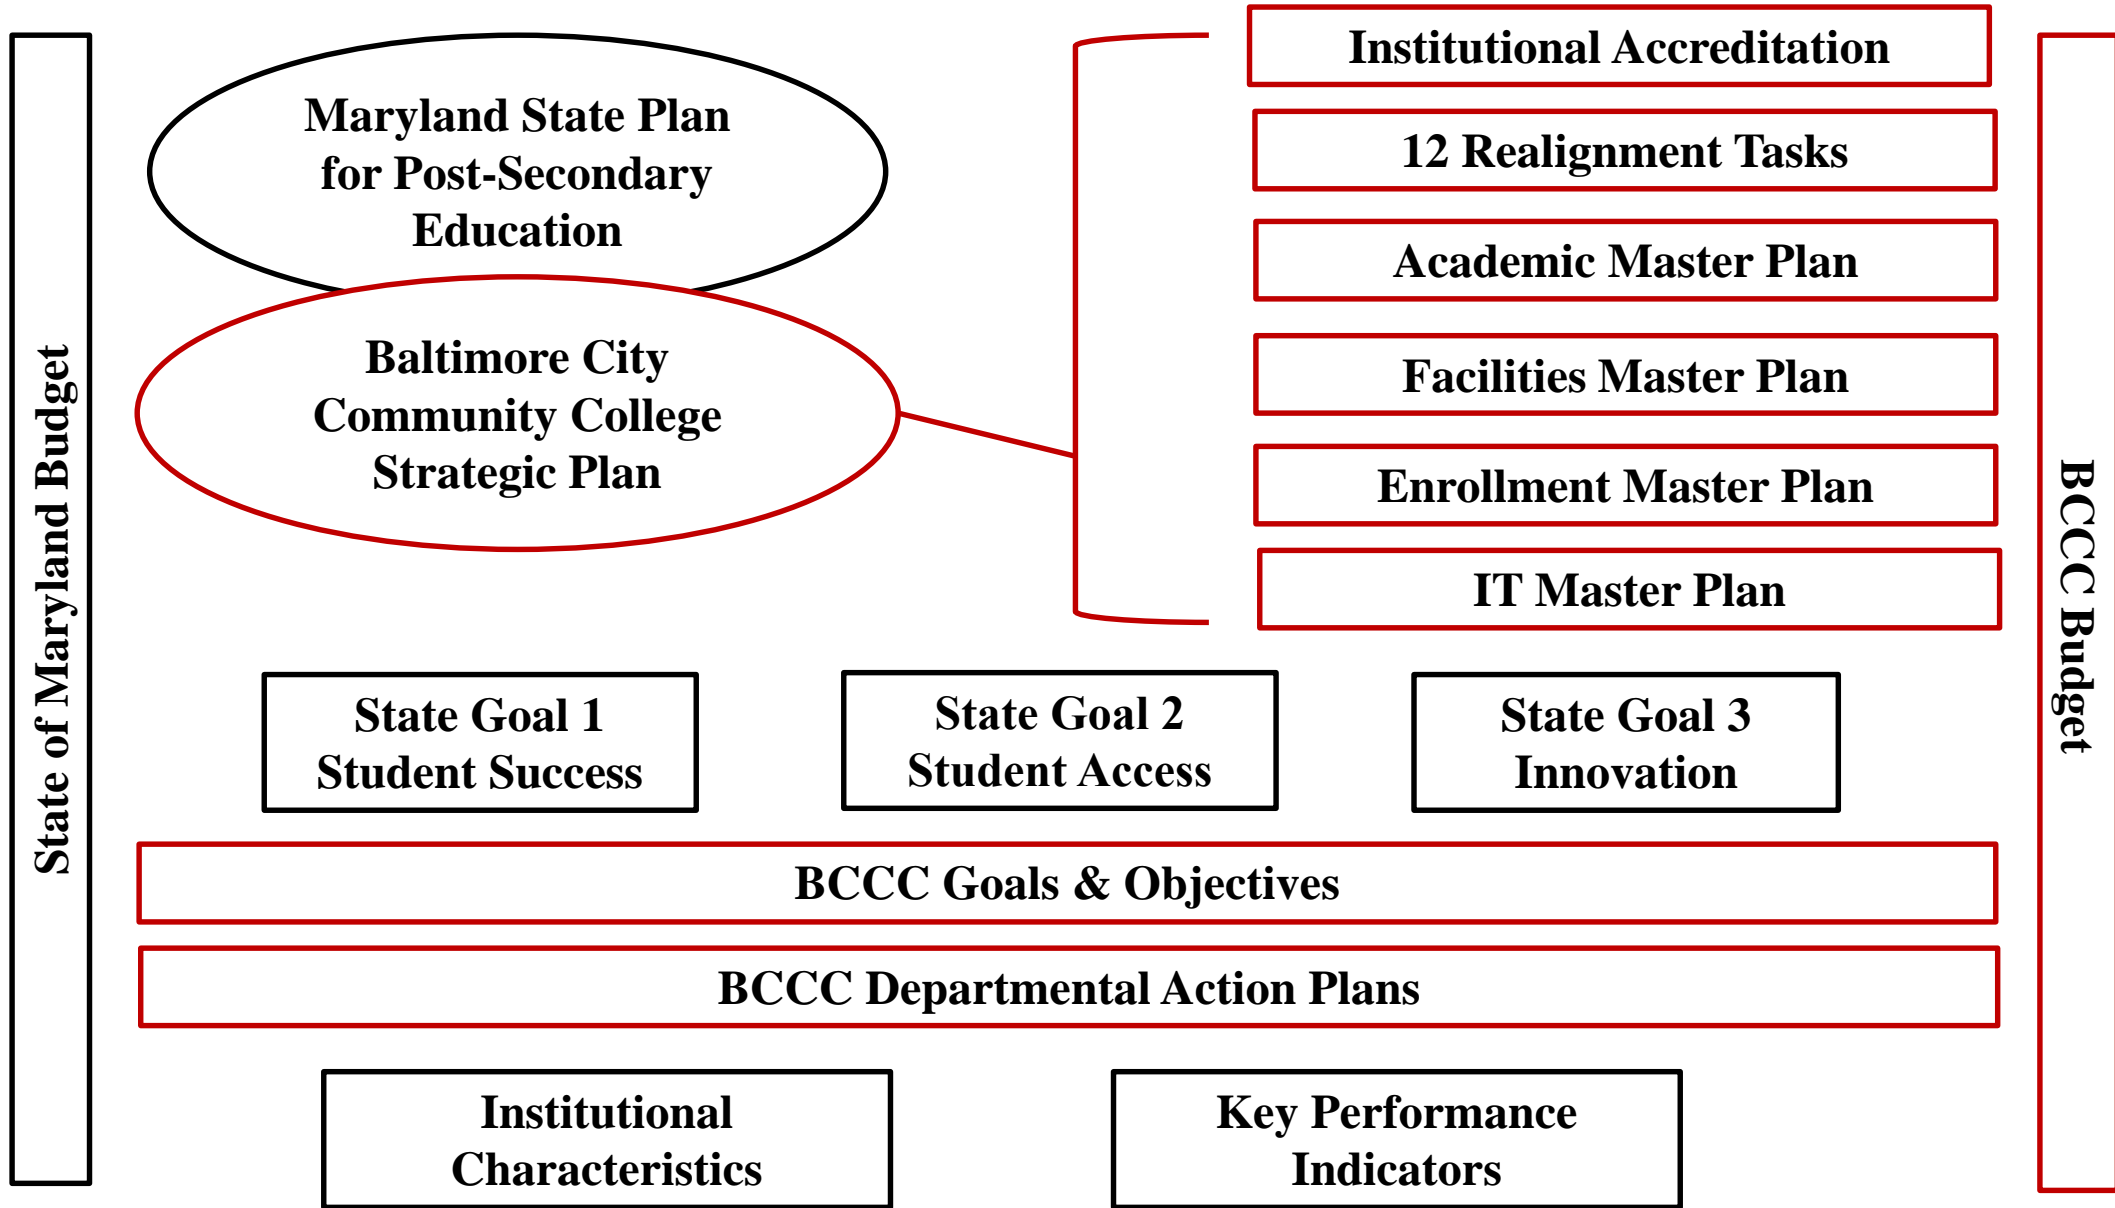 State of Maryland Budget
Maryland State Plan
for Post-Secondary
Education
Baltimore City
Community College
Strategic Plan
Institutional Accreditation
12 Realignment Tasks
Academic Master Plan
Facilities Master Plan
Enrollment Master Plan
IT Master Plan
BCCC Budget
State Goal 1
Student Success
State Goal 2
Student Access
State Goal 3
Innovation
BCCC Goals & Objectives
BCCC Departmental Action Plans
Institutional
Characteristics
Key Performance
Indicators